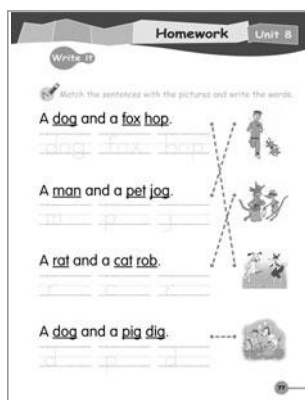 Homework Unit 8
Write it
Match the sentences with the pictures and write the words.
A dog and a fox hop.
dog fox hop
A man and a pet jog.
m p j
A rat and a cat rob.
r c r
A dog and a pig dig.
d p d
77